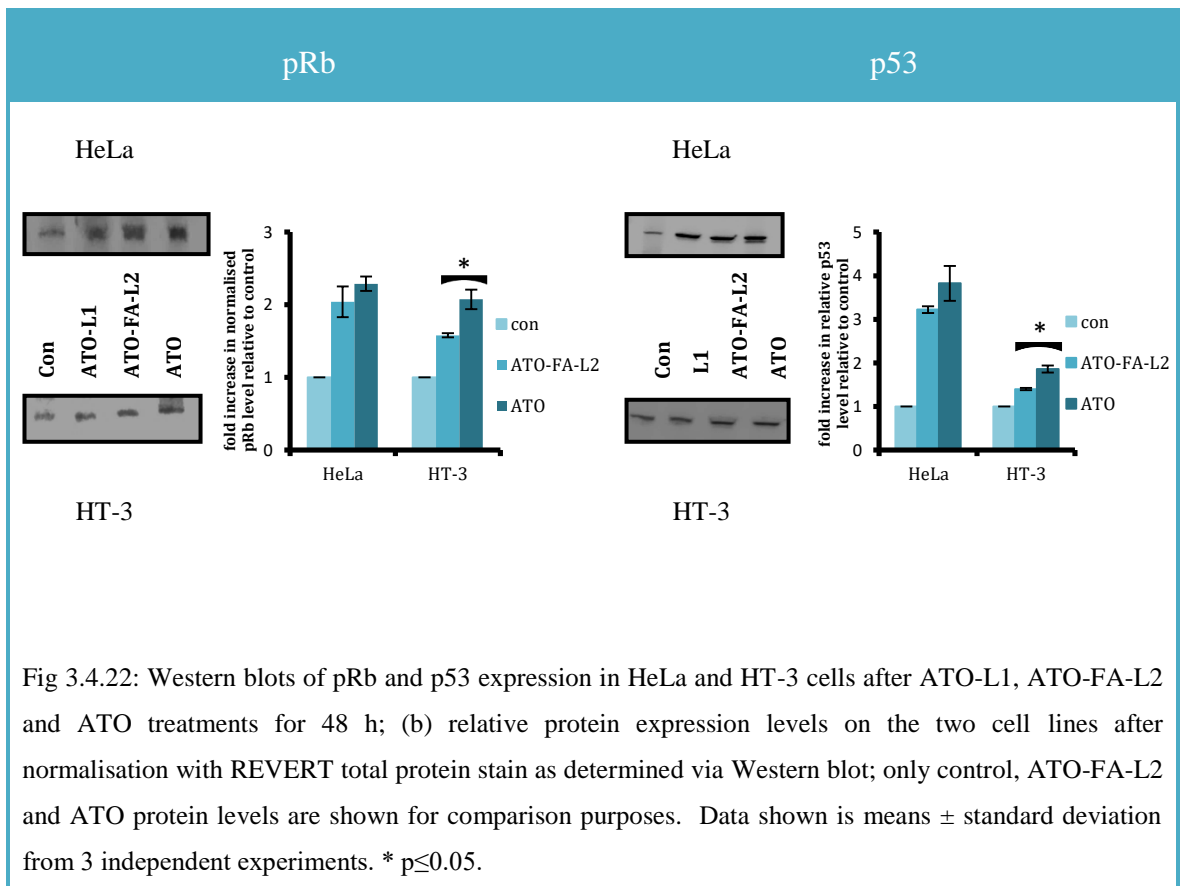 pRb
p53
HeLa
Con
ATO-L1
ATO-FA-L2
ATO
HT-3
fold increase in normalised
pRb level relative to control
3
2
1
0
*
HeLa
HT-3
con
ATO-FA-L2
ATO
HeLa
Con
L1
ATO-FA-L2
ATO
HT-3
fold increase in relative p53
level relative to control
5
4
3
2
1
0
*
HeLa
HT-3
con
ATO-FA-L2
ATO
Fig 3.4.22: Western blots of pRb and p53 expression in HeLa and HT-3 cells after ATO-L1, ATO-FA-L2
and ATO treatments for 48 h; (b) relative protein expression levels on the two cell lines after
normalisation with REVERT total protein stain as determined via Western blot; only control, ATO-FA-L2
and ATO protein levels are shown for comparison purposes. Data shown is means ± standard deviation
from 3 independent experiments. * p≤0.05.